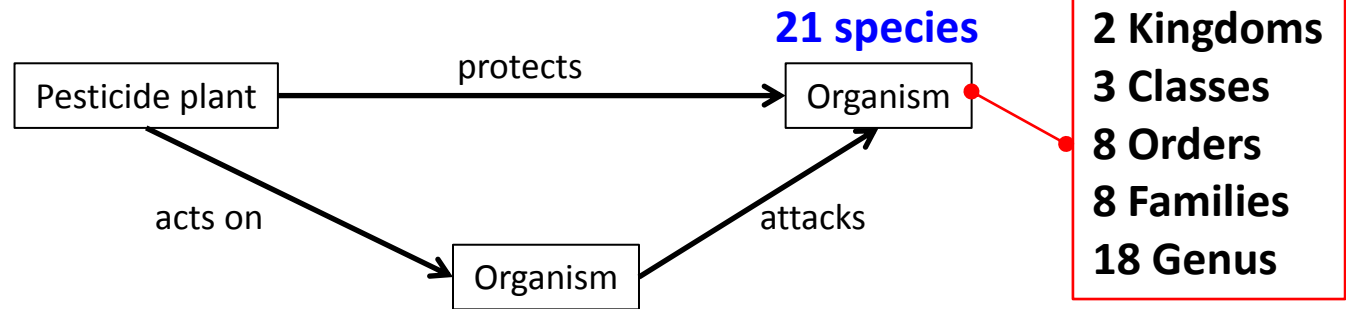 21 species
protects
Pesticide plant
Organism
acts on
attacks
Organism
2 Kingdoms
3 Classes
8 Orders
8 Families
18 Genus